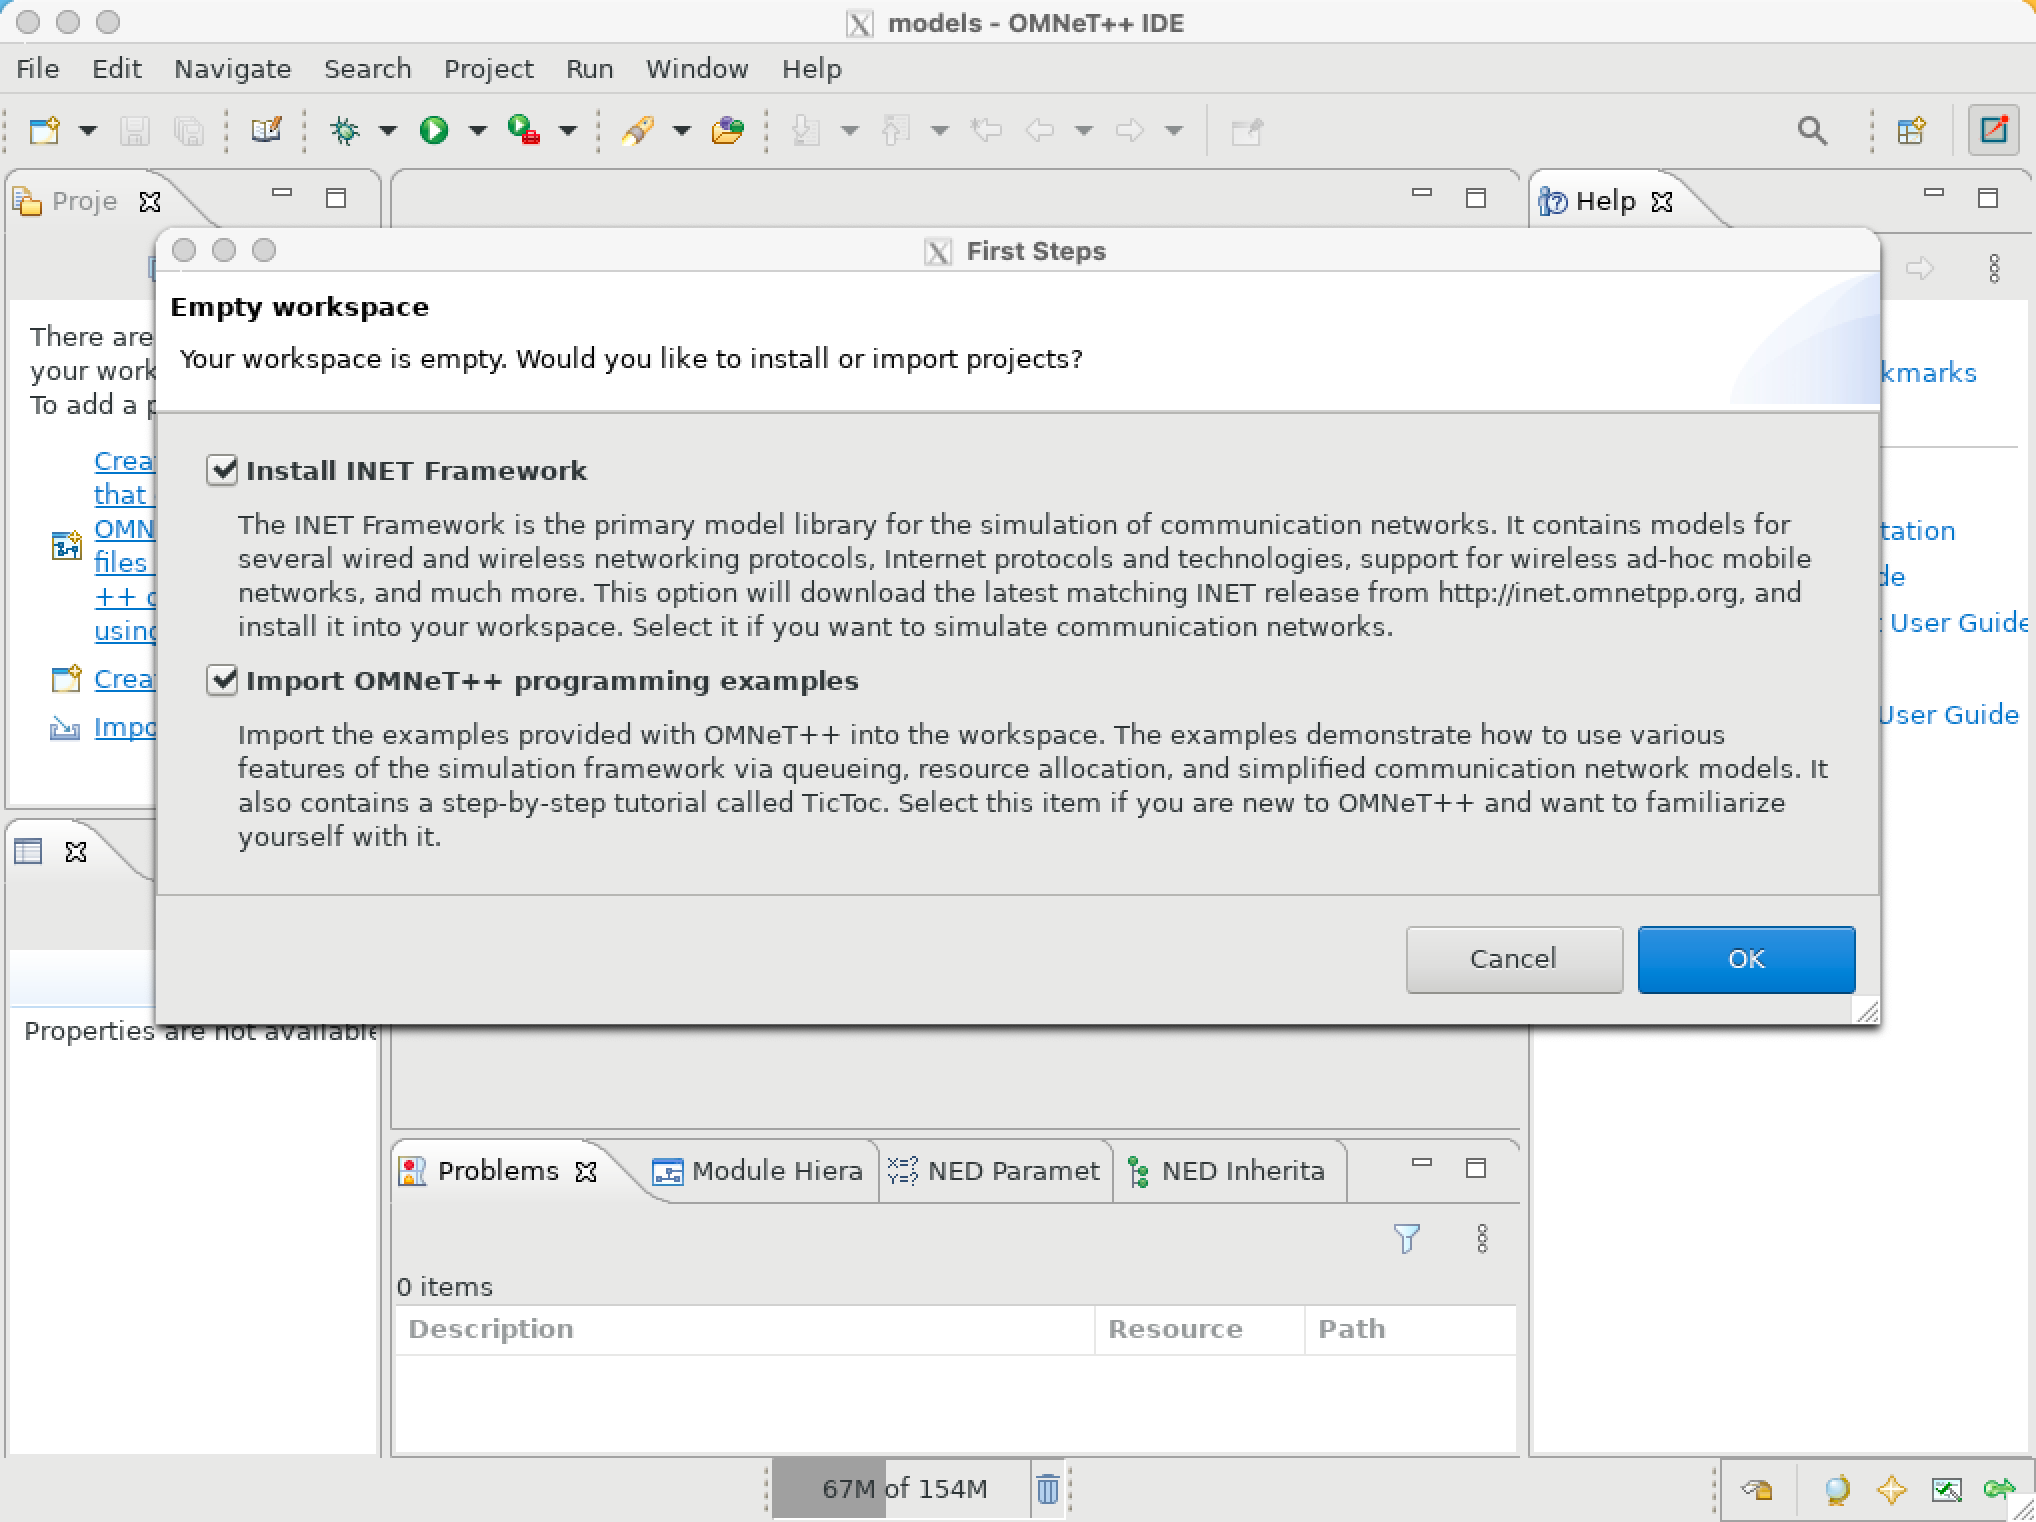 models - OMNeT++ IDE
File Edit Navigate Search Project Run Window Help
Proje
Help
First Steps
Empty workspace
Your workspace is empty. Would you like to install or import projects?
There are
your work
To add a p
Crea
that
OMN
files
++ c
using
Crea
Impo
Install INET Framework
The INET Framework is the primary model library for the simulation of communication networks. It contains models for
several wired and wireless networking protocols, Internet protocols and technologies, support for wireless ad-hoc mobile
networks, and much more. This option will download the latest matching INET release from http://inet.omnetpp.org, and
install it into your workspace. Select it if you want to simulate communication networks.
Import OMNeT++ programming examples
Import the examples provided with OMNeT++ into the workspace. The examples demonstrate how to use various
features of the simulation framework via queueing, resource allocation, and simplified communication network models. It
also contains a step-by-step tutorial called TicToc. Select this item if you are new to OMNeT++ and want to familiarize
yourself with it.
Cancel OK
kmarks
tation
de
User Guide
User Guide
Properties are not available
Problems Module Hiera NED Paramet NED Inherita
0 items
Description Resource Path
67M of 154M